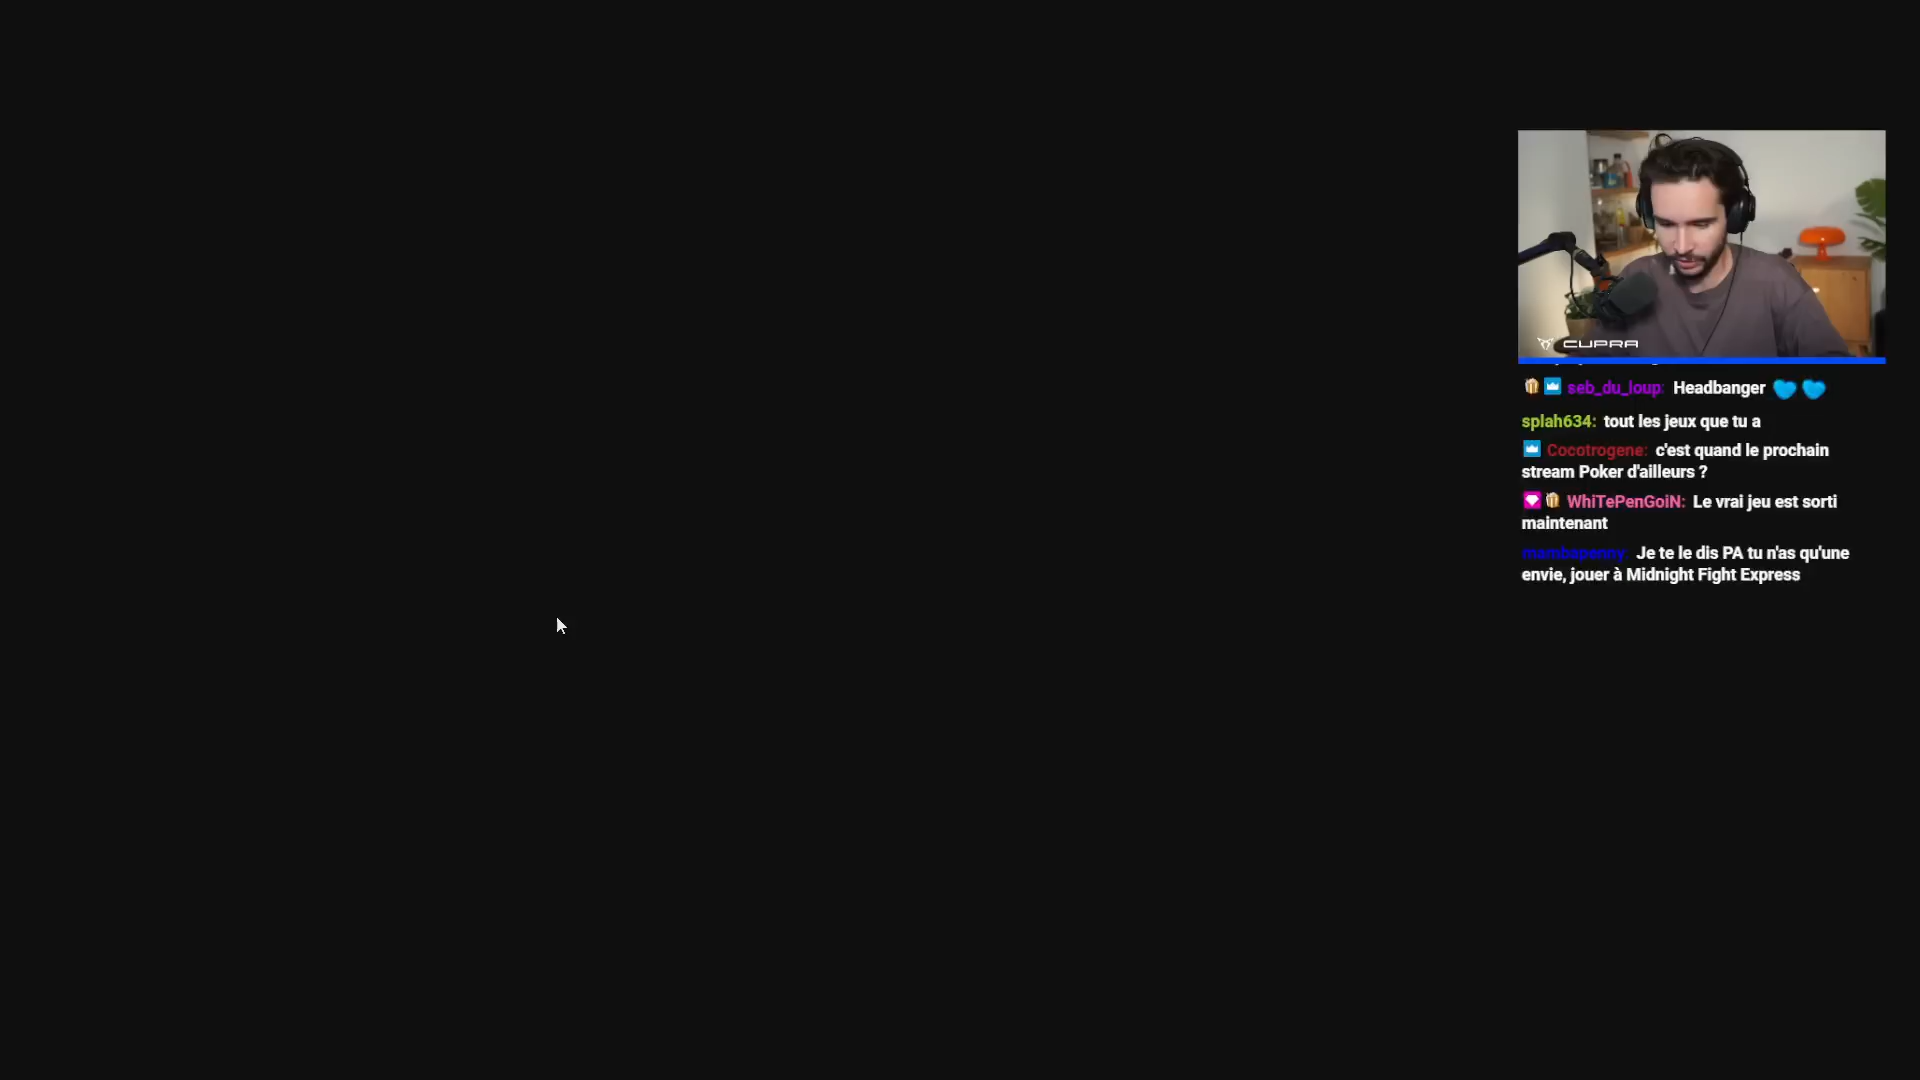 CUPRA
seb_du_loup: Headbanger
splah634: tout les jeux que tu a
Cocotrogene: c'est quand le prochain
stream Poker d'ailleurs ?
WhiTePenGoiN: Le vrai jeu est sorti
maintenant
mambapenny: Je te le dis PA tu n'as qu'une
envie, jouer à Midnight Fight Express